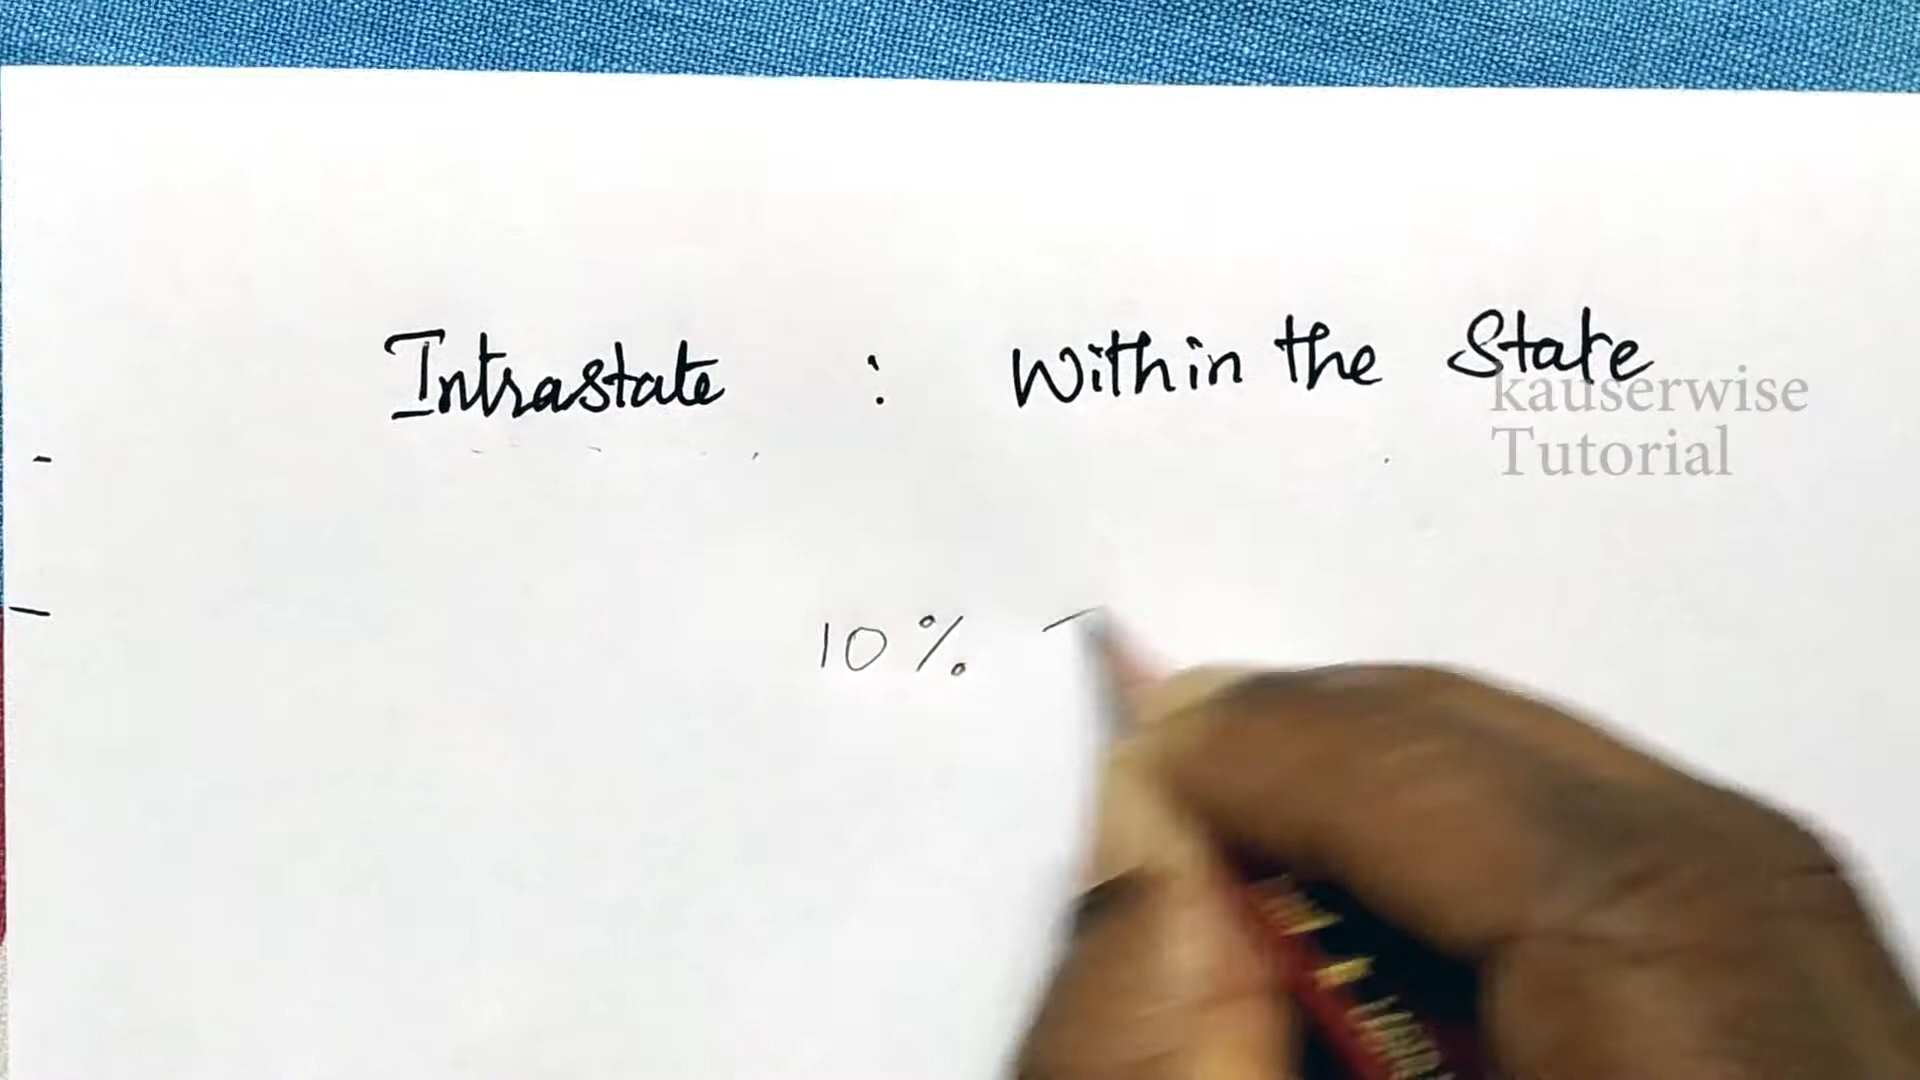 Intrastate : Within the State
kauserwise
Tutorial
10%